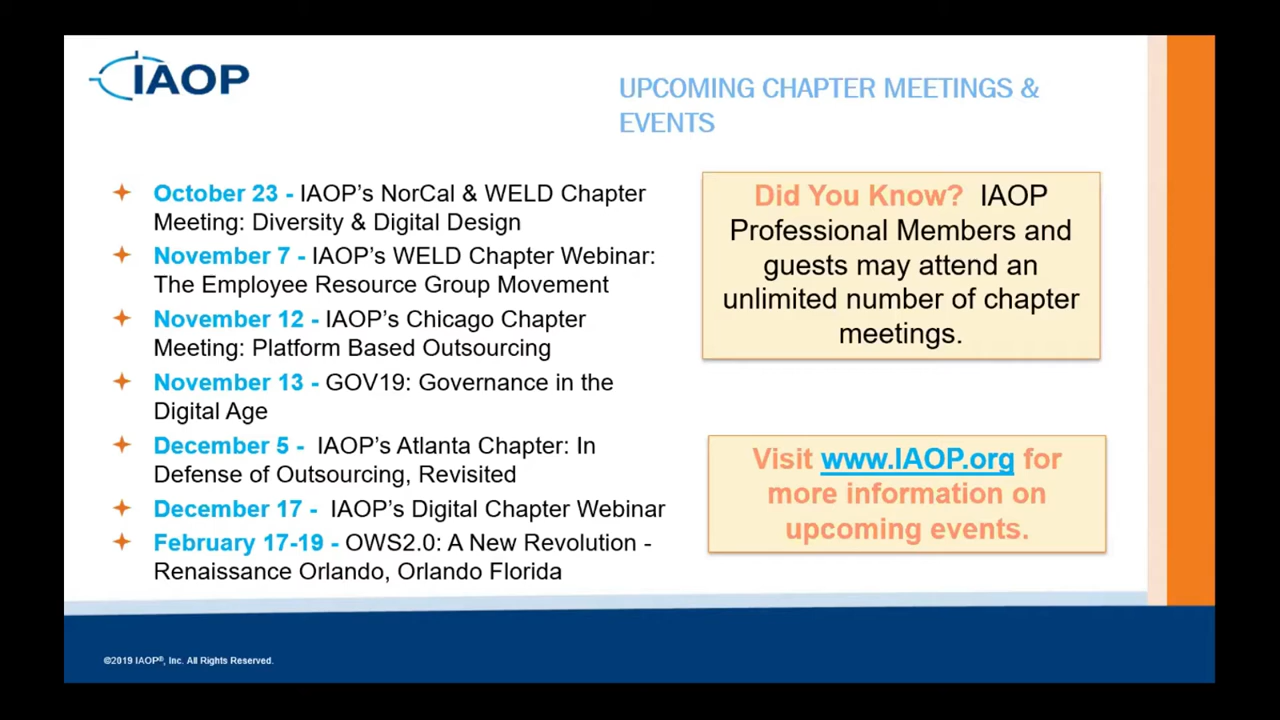 IAOP
UPCOMING CHAPTER MEETINGS &
EVENTS
October 23 - IAOP's NorCal & WELD Chapter
Meeting: Diversity & Digital Design
November 7 - IAOP's WELD Chapter Webinar:
The Employee Resource Group Movement
November 12 - IAOP's Chicago Chapter
Meeting: Platform Based Outsourcing
November 13 - GOV19: Governance in the
Digital Age
December 5 - IAOP's Atlanta Chapter: In
Defense of Outsourcing, Revisited
December 17 - IAOP's Digital Chapter Webinar
February 17-19 - OWS2.0: A New Revolution -
Renaissance Orlando, Orlando Florida
Did You Know? IAOP
Professional Members and
guests may attend an
unlimited number of chapter
meetings.
Visit www.IAOP.org for
more information on
upcoming events.
©2019 IAOP®, Inc. All Rights Reserved.